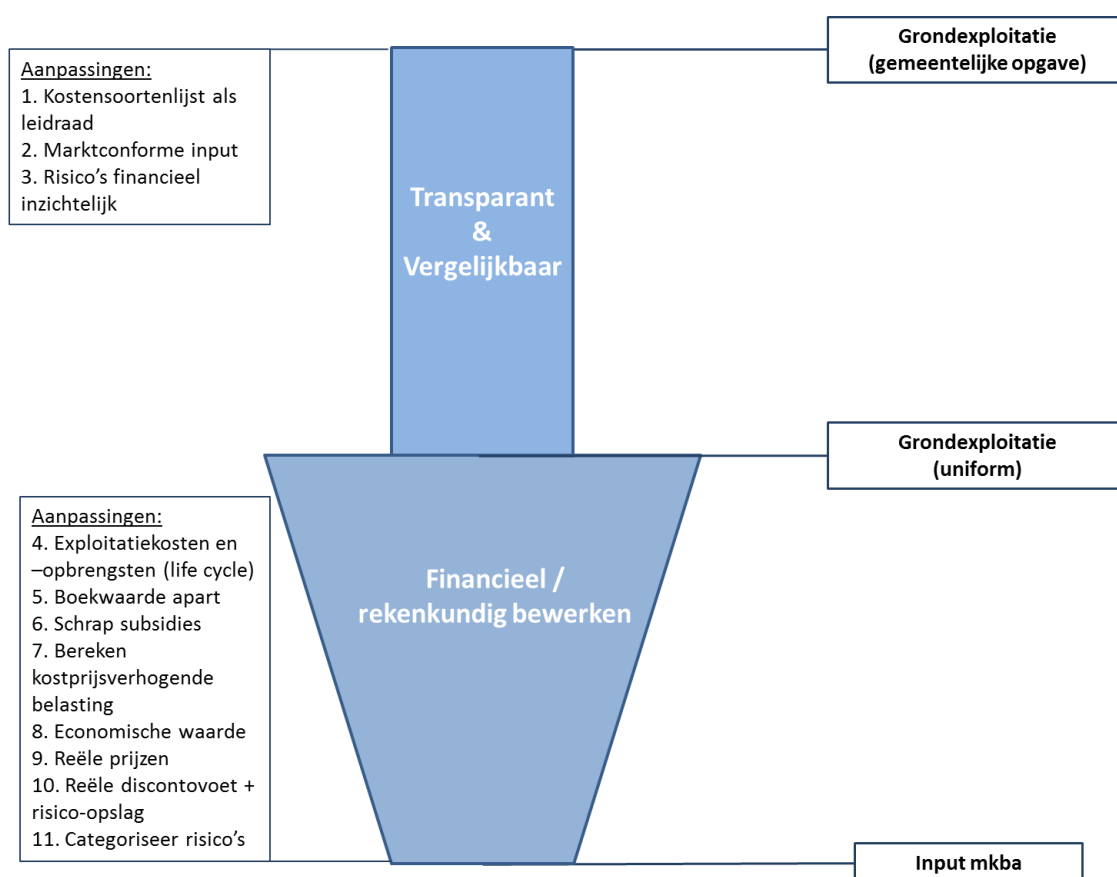 Grondexploitatie
(gemeentelijke opgave)
Aanpassingen:
1. Kostensoortenlijst als
leidraad
2. Marktconforme input
3. Risico's financieel
inzichtelijk
Transparant
&
Vergelijkbaar
Grondexploitatie
(uniform)
Aanpassingen:
4. Exploitatiekosten en
–opbrengsten (life cycle)
5. Boekwaarde apart
6. Schrap subsidies
7. Bereken
kostprijsverhogende
belasting
8. Economische waarde
9. Reële prijzen
10. Reële discontovoet +
risico-opslag
11. Categoriseer risico's
Financieel /
rekenkundig bewerken
Input mkba